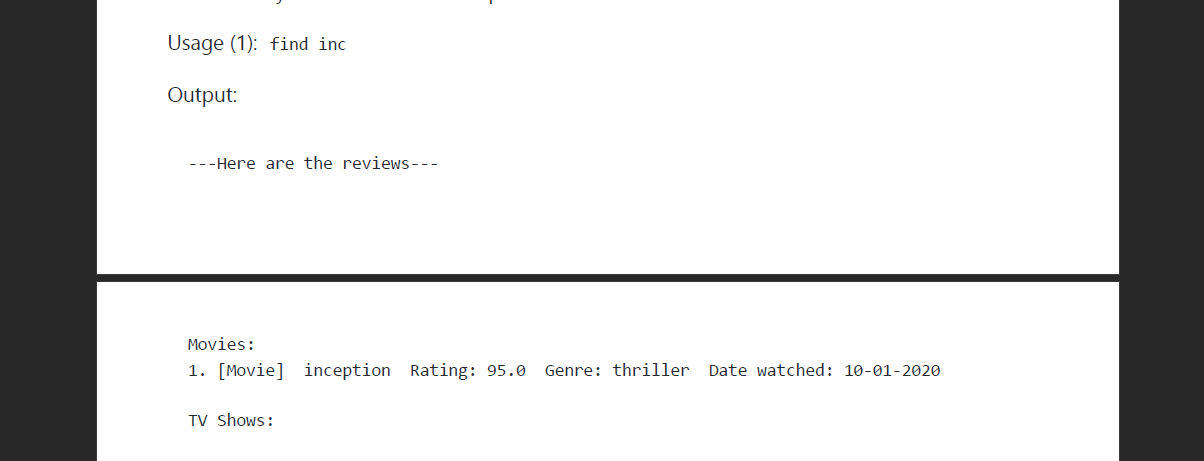 Usage (1): find inc
Output:
---Here are the reviews---
Movies:
1. [Movie]  inception  Rating: 95.0  Genre: thriller  Date watched: 10-01-2020
TV Shows: